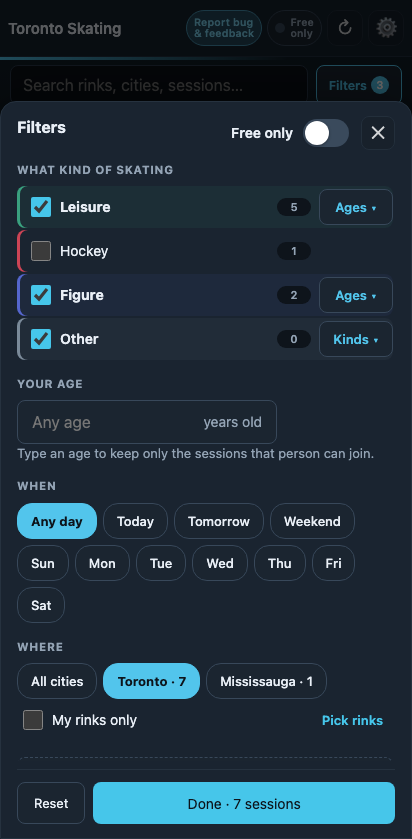 Toronto Skating
Report bug
& feedback
Free
only
Search rinks, cities, sessions...
Filters 3
Filters
Free only
WHAT KIND OF SKATING
Leisure 5 Ages
Hockey 1
Figure 2 Ages
Other 0 Kinds
YOUR AGE
Any age years old
Type an age to keep only the sessions that person can join.
WHEN
Any day Today Tomorrow Weekend
Sun Mon Tue Wed Thu Fri
Sat
WHERE
All cities Toronto · 7 Mississauga · 1
My rinks only Pick rinks
Reset Done · 7 sessions